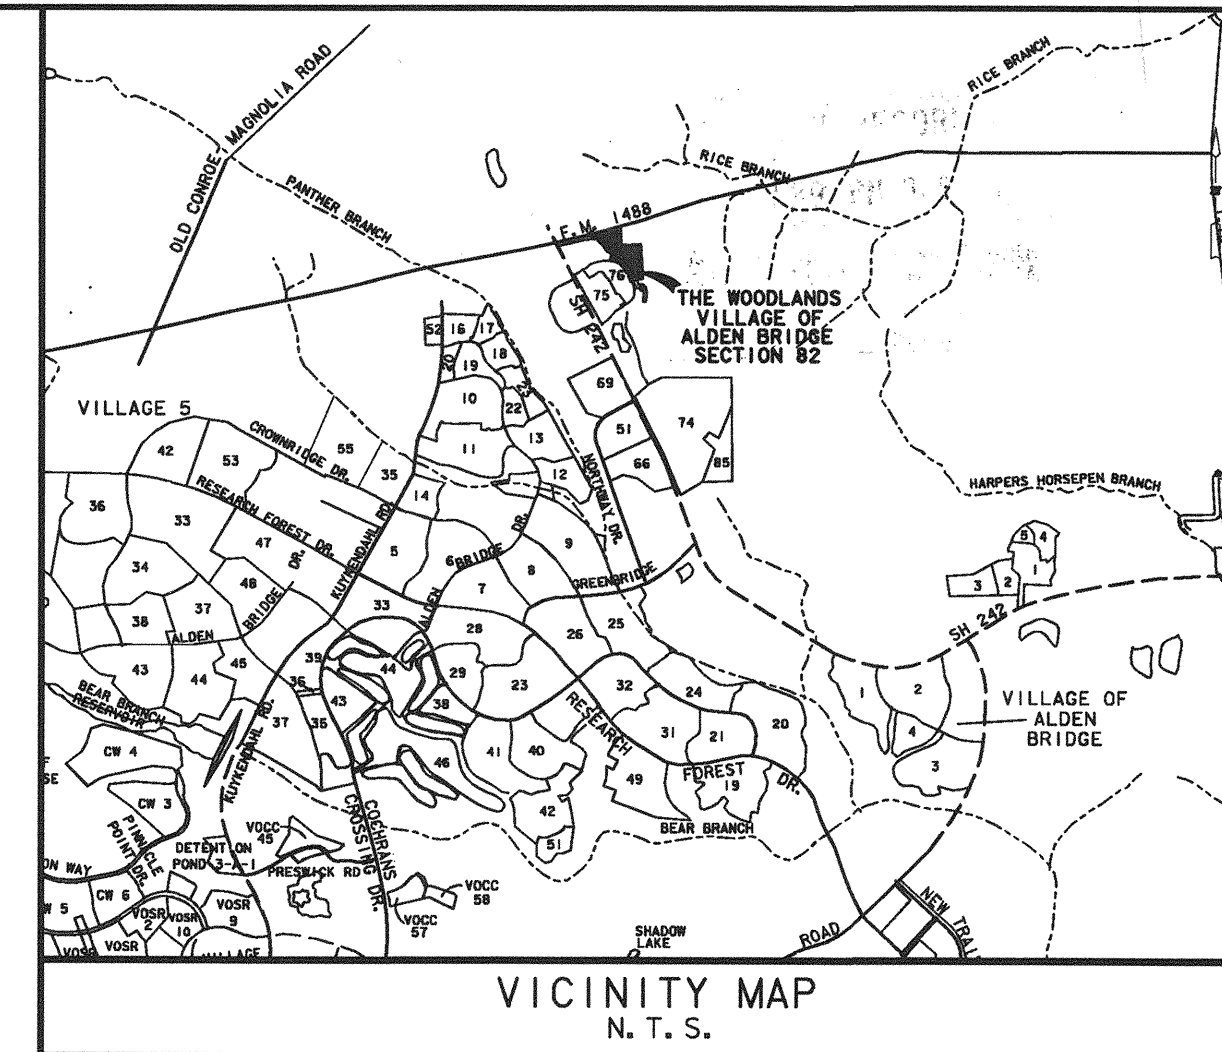 RICE BRANCH
OLD CONROE-MAGNOLIA ROAD
PANTHER BRANCH
RICE BRANCH
F.M. 1488
76
75
SH 242
THE WOODLANDS
VILLAGE OF
ALDEN BRIDGE
SECTION 82
52
16
17
18
20
19
10
22
23
69
13
11
12
51
74
66
85
NORTHWAY DR.
VILLAGE 5
42
53
CROWNRIDGE DR.
55
35
14
HARPERS HORSEPEN BRANCH
36
33
RESEARCH FOREST DR.
KUYKENDAHL RD.
47
5
6
ALDEN BRIDGE DR.
9
8
7
GREENBRIDGE
5
4
1
3
2
SH 242
34
48
37
38
ALDEN BRIDGE DR.
33
28
26
25
43
44
45
39
36
44
29
23
38
32
24
1
2
4
3
VILLAGE OF
ALDEN
BRIDGE
BEAR BRANCH
RESERVOIR
37
35
43
KUYKENDAHL RD.
46
41
40
RESEARCH FOREST DR.
31
21
20
49
19
CW 4
CW 3
42
51
BEAR BRANCH
PINNACLE
POINT DR.
VOCC
45
DETENTION
POND 3-A-1
PRESWICK RD
COCHRANS
CROSSING DR.
VOCC
58
VOCC
57
ON WAY
CW 6
W 5
VOSR
2
VOSR
10
VOSR
9
VOSR
VOSR
VILLAGE
SHADOW
LAKE
ROAD
NEW TRAI
VICINITY MAP
N.T.S.